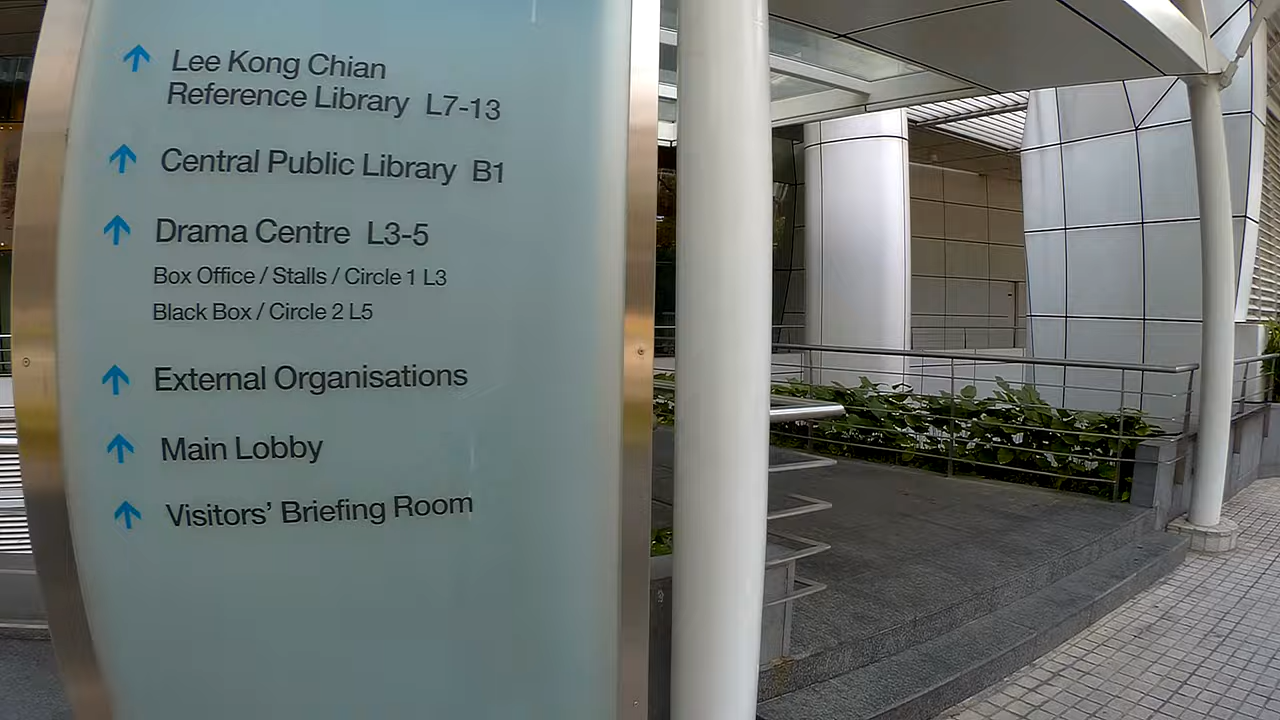 Lee Kong Chian
Reference Library L7-13
Central Public Library B1
Drama Centre L3-5
Box Office / Stalls / Circle 1 L3
Black Box / Circle 2 L5
External Organisations
Main Lobby
Visitors’ Briefing Room